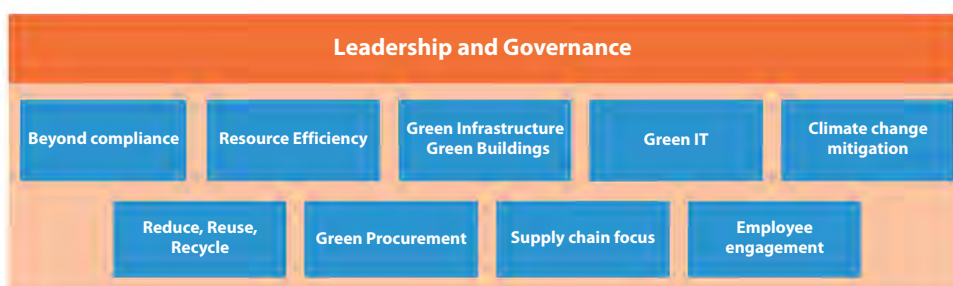 Leadership and Governance
Beyond compliance
Resource Efficiency
Green Infrastructure
Green Buildings
Green IT
Climate change
mitigation
Reduce, Reuse,
Recycle
Green Procurement
Supply chain focus
Employee
engagement